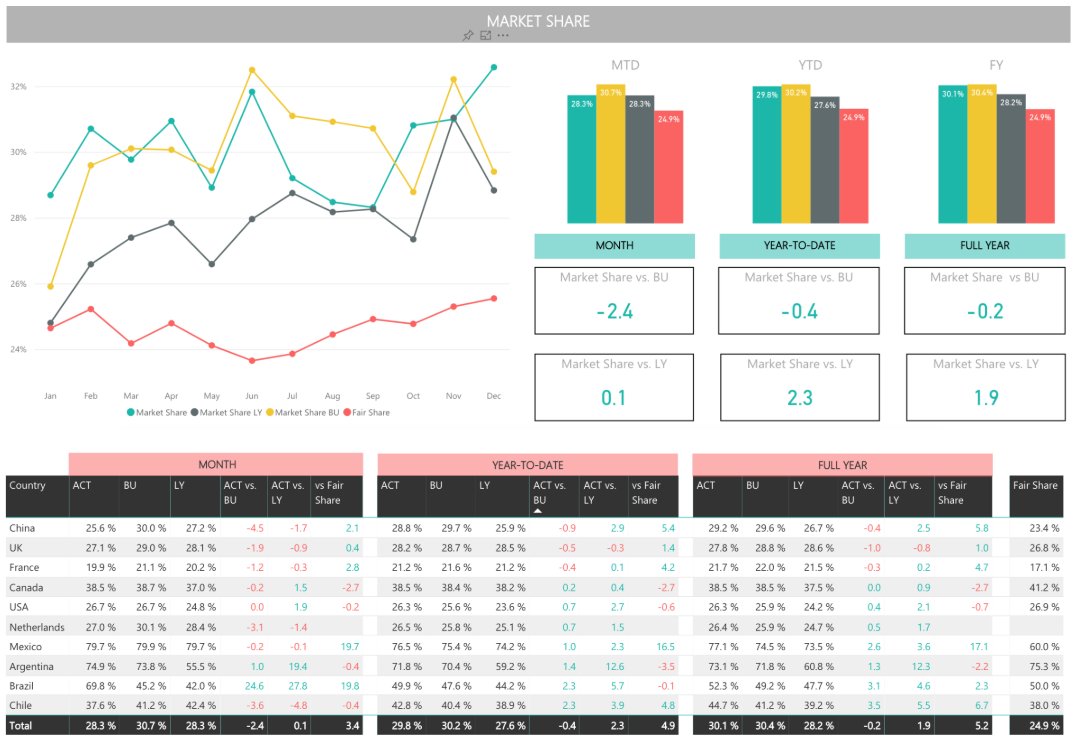 MARKET SHARE
32%
30%
28%
26%
24%
Jan Feb Mar Apr May Jun Jul Aug Sep Oct Nov Dec
Market Share Market Share LY Market Share BU Fair Share
MTD YTD FY
28.3% 30.7% 28.3% 24.9% 29.8% 30.2% 27.6% 24.9% 30.1% 30.4% 28.2% 24.9%
MONTH YEAR-TO-DATE FULL YEAR
Market Share vs. BU Market Share vs. BU Market Share vs BU
-2.4 -0.4 -0.2
Market Share vs. LY Market Share vs. LY Market Share vs. LY
0.1 2.3 1.9
MONTH YEAR-TO-DATE FULL YEAR
Country ACT BU LY ACT vs. ACT vs. vs Fair ACT BU LY ACT vs. ACT vs. vs Fair ACT BU LY ACT vs. ACT vs. vs Fair Fair Share
BU LY Share BU LY Share BU LY Share
China 25.6 % 30.0 % 27.2 % -4.5 -1.7 2.1 28.8 % 29.7 % 25.9 % -0.9 2.9 5.4 29.2 % 29.6 % 26.7 % -0.4 2.5 5.8 23.4 %
UK 27.1 % 29.0 % 28.1 % -1.9 -0.9 0.4 28.2 % 28.7 % 28.5 % -0.5 -0.3 1.4 27.8 % 28.8 % 28.6 % -1.0 -0.8 1.0 26.8 %
France 19.9 % 21.1 % 20.2 % -1.2 -0.3 2.8 21.2 % 21.6 % 21.2 % -0.4 0.1 4.2 21.7 % 22.0 % 21.5 % -0.3 0.2 4.7 17.1 %
Canada 38.5 % 38.7 % 37.0 % -0.2 1.5 -2.7 38.5 % 38.4 % 38.2 % 0.2 0.4 -2.7 38.5 % 38.5 % 37.5 % 0.0 0.9 -2.7 41.2 %
USA 26.7 % 26.7 % 24.8 % 0.0 1.9 -0.2 26.3 % 25.6 % 23.6 % 0.7 2.7 -0.6 26.3 % 25.9 % 24.2 % 0.4 2.1 -0.7 26.9 %
Netherlands 27.0 % 30.1 % 28.4 % -3.1 -1.4 26.5 % 25.8 % 25.1 % 0.7 1.5 26.4 % 25.9 % 24.7 % 0.5 1.7
Mexico 79.7 % 79.9 % 79.7 % -0.2 -0.1 19.7 76.5 % 75.4 % 74.2 % 1.0 2.3 16.5 77.1 % 74.5 % 73.5 % 2.6 3.6 17.1 60.0 %
Argentina 74.9 % 73.8 % 55.5 % 1.0 19.4 -0.4 71.8 % 70.4 % 59.2 % 1.4 12.6 -3.5 73.1 % 71.8 % 60.8 % 1.3 12.3 -2.2 75.3 %
Brazil 69.8 % 45.2 % 42.0 % 24.6 27.8 19.8 49.9 % 47.6 % 44.2 % 2.3 5.7 -0.1 52.3 % 49.2 % 47.7 % 3.1 4.6 2.3 50.0 %
Chile 37.6 % 41.2 % 42.4 % -3.6 -4.8 -0.4 42.8 % 40.4 % 38.9 % 2.3 3.9 4.8 44.7 % 41.2 % 39.2 % 3.5 5.5 6.7 38.0 %
Total 28.3 % 30.7 % 28.3 % -2.4 0.1 3.4 29.8 % 30.2 % 27.6 % -0.4 2.3 4.9 30.1 % 30.4 % 28.2 % -0.2 1.9 5.2 24.9 %